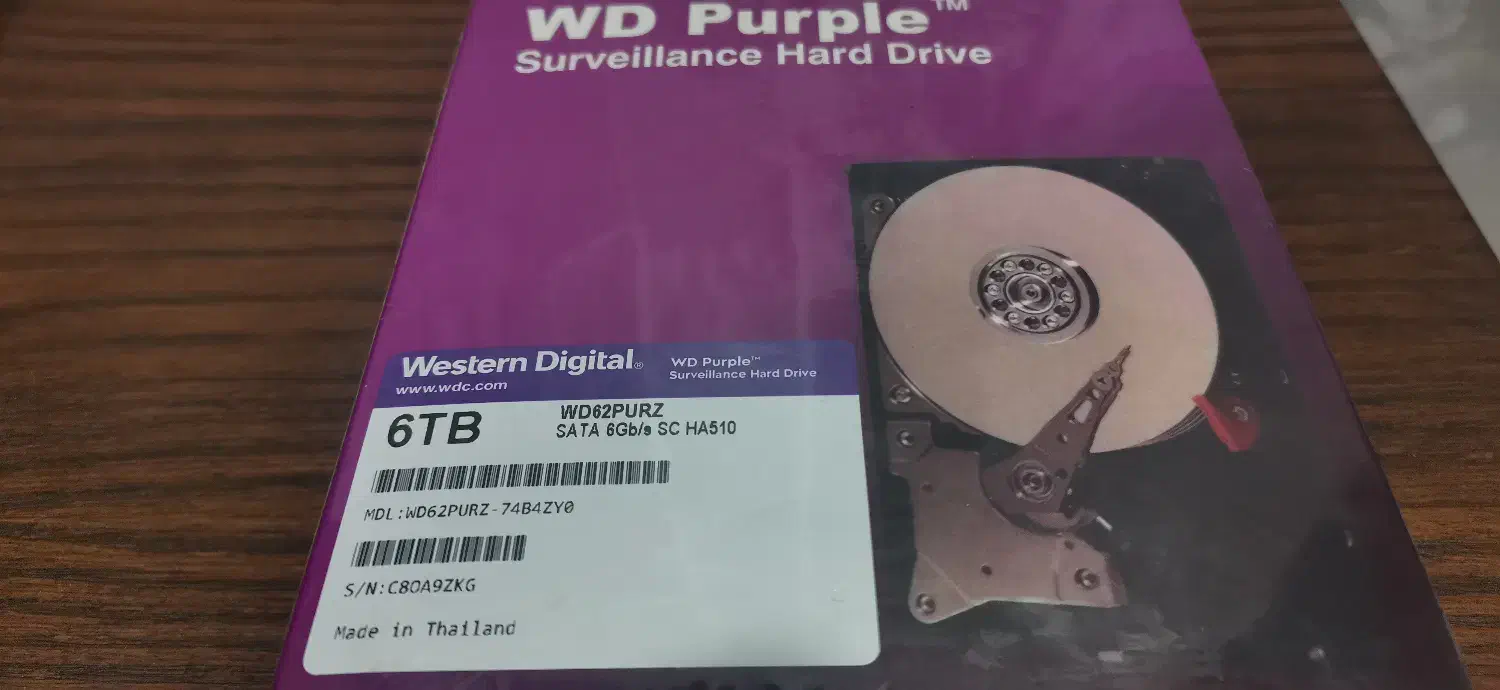 WD Purple™
Surveillance Hard Drive
Western Digital®
www.wdc.com
WD Purple™
Surveillance Hard Drive
6TB
WD62PURZ
SATA 6Gb/s SC HA510
MDL:WD62PURZ-74B4ZY0
S/N:C80A9ZKG
Made in Thailand